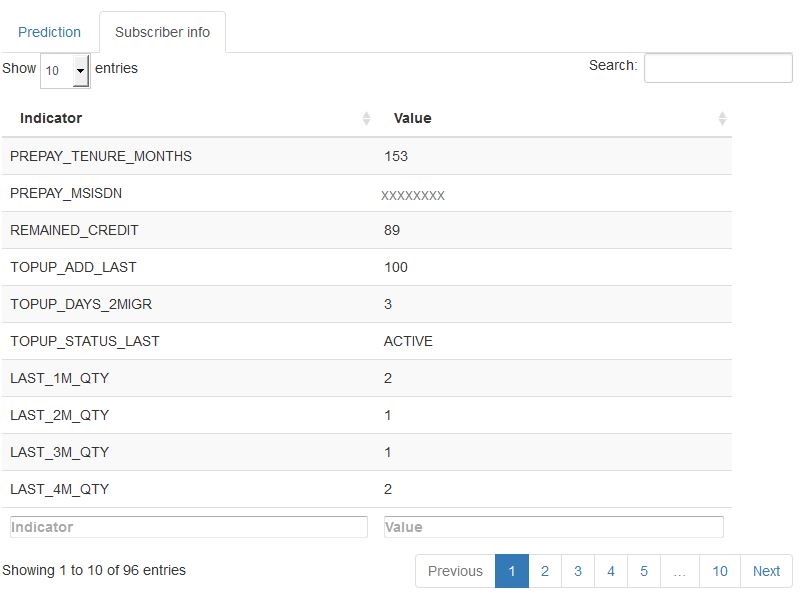 Prediction Subscriber info
Show 10 entries Search:
Indicator Value
PREPAY_TENURE_MONTHS 153
PREPAY_MSISDN xxxxxxxx
REMAINED_CREDIT 89
TOPUP_ADD_LAST 100
TOPUP_DAYS_2MIGR 3
TOPUP_STATUS_LAST ACTIVE
LAST_1M_QTY 2
LAST_2M_QTY 1
LAST_3M_QTY 1
LAST_4M_QTY 2
Indicator Value
Showing 1 to 10 of 96 entries Previous 1 2 3 4 5 … 10 Next